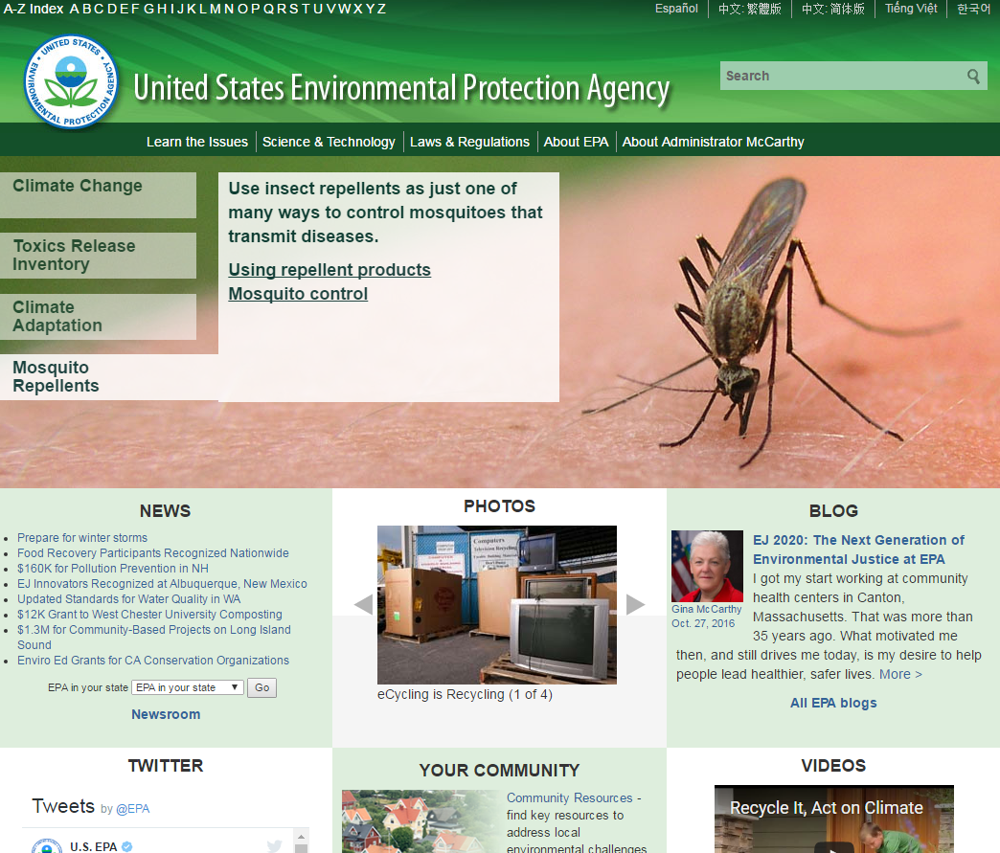 A-Z Index A B C D E F G H I J K L M N O P Q R S T U V W X Y Z
Español
中文: 繁體版
中文: 简体版
Tiếng Việt
한국어
UNITED STATES
ENVIRONMENTAL PROTECTION AGENCY
United States Environmental Protection Agency
Search
Learn the Issues
Science & Technology
Laws & Regulations
About EPA
About Administrator McCarthy
Climate Change
Toxics Release
Inventory
Climate
Adaptation
Mosquito
Repellents
Use insect repellents as just one of
many ways to control mosquitoes that
transmit diseases.
Using repellent products
Mosquito control
NEWS
Prepare for winter storms
Food Recovery Participants Recognized Nationwide
$160K for Pollution Prevention in NH
EJ Innovators Recognized at Albuquerque, New Mexico
Updated Standards for Water Quality in WA
$12K Grant to West Chester University Composting
$1.3M for Community-Based Projects on Long Island
Sound
Enviro Ed Grants for CA Conservation Organizations
EPA in your state EPA in your state Go
Newsroom
PHOTOS
Computers
Television Recycling
eCycling is Recycling (1 of 4)
BLOG
Gina McCarthy
Oct. 27, 2016
EJ 2020: The Next Generation of
Environmental Justice at EPA
I got my start working at community
health centers in Canton,
Massachusetts. That was more than
35 years ago. What motivated me
then, and still drives me today, is my desire to help
people lead healthier, safer lives. More >
All EPA blogs
TWITTER
Tweets by @EPA
U.S. EPA
YOUR COMMUNITY
Community Resources -
find key resources to
address local
environmental challenges
VIDEOS
Recycle It, Act on Climate